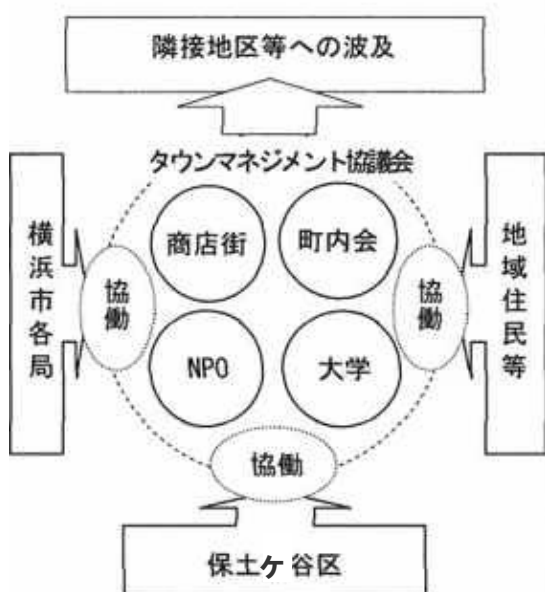 隣接地区等への波及
タウンマネジメント協議会
商店街
町内会
横浜市各局
協働
協働
地域住民等
NPO
大学
協働
保土ケ谷区